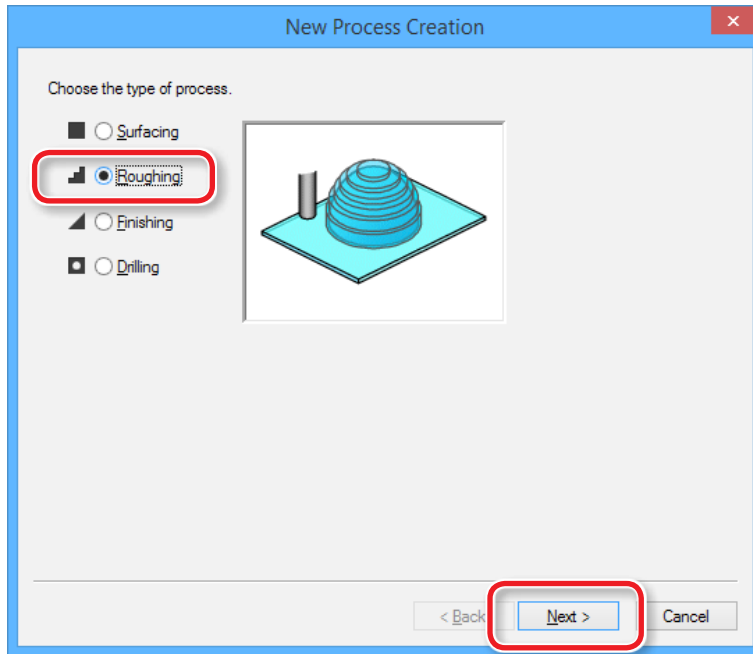 New Process Creation
Choose the type of process.
Surfacing
Roughing
Finishing
Drilling
< Back
Next >
Cancel